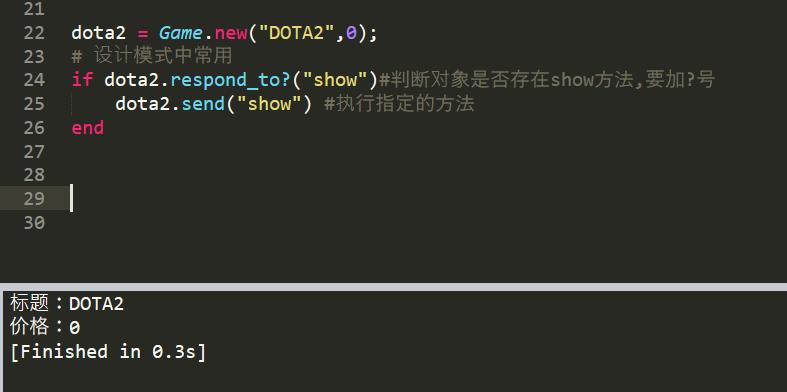 21
22 dota2 = Game.new("DOTA2",0);
23 # 设计模式中常用
24 if dota2.respond_to?("show")#判断对象是否存在show方法,要加?号
25     dota2.send("show") #执行指定的方法
26 end
27
28
29
30
标题：DOTA2
价格：0
[Finished in 0.3s]